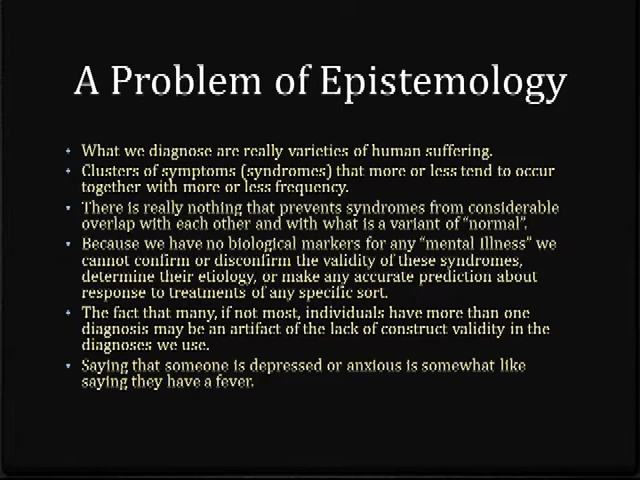 A Problem of Epistemology
What we diagnose are really varieties of human suffering.
Clusters of symptoms (syndromes) that more or less tend to occur
together with more or less frequency.
There is really nothing that prevents syndromes from considerable
overlap with each other and with what is a variant of “normal”.
Because we have no biological markers for any “mental illness” we
cannot confirm or disconfirm the validity of these syndromes,
determine their etiology, or make any accurate prediction about
response to treatments of any specific sort.
The fact that many, if not most, individuals have more than one
diagnosis may be an artifact of the lack of construct validity in the
diagnoses we use.
Saying that someone is depressed or anxious is somewhat like
saying they have a fever.